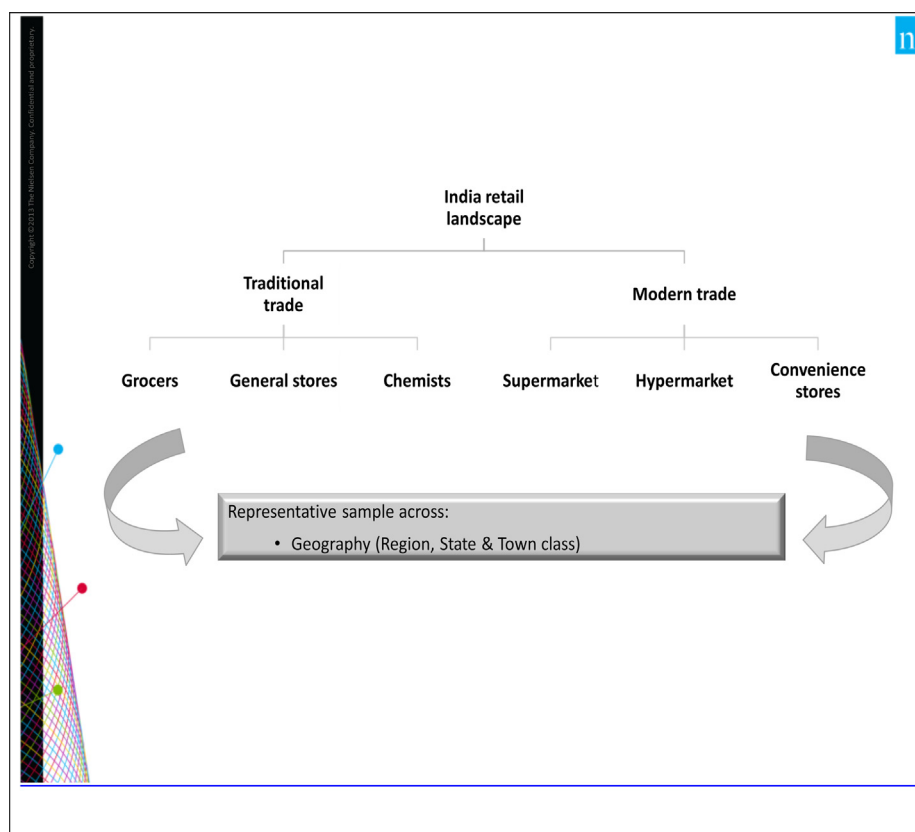 Copyright ©2013 The Nielsen Company. Confidential and proprietary.
n
India retail
landscape
Traditional
trade
Modern trade
Grocers
General stores
Chemists
Supermarket
Hypermarket
Convenience
stores
Representative sample across:
• Geography (Region, State & Town class)